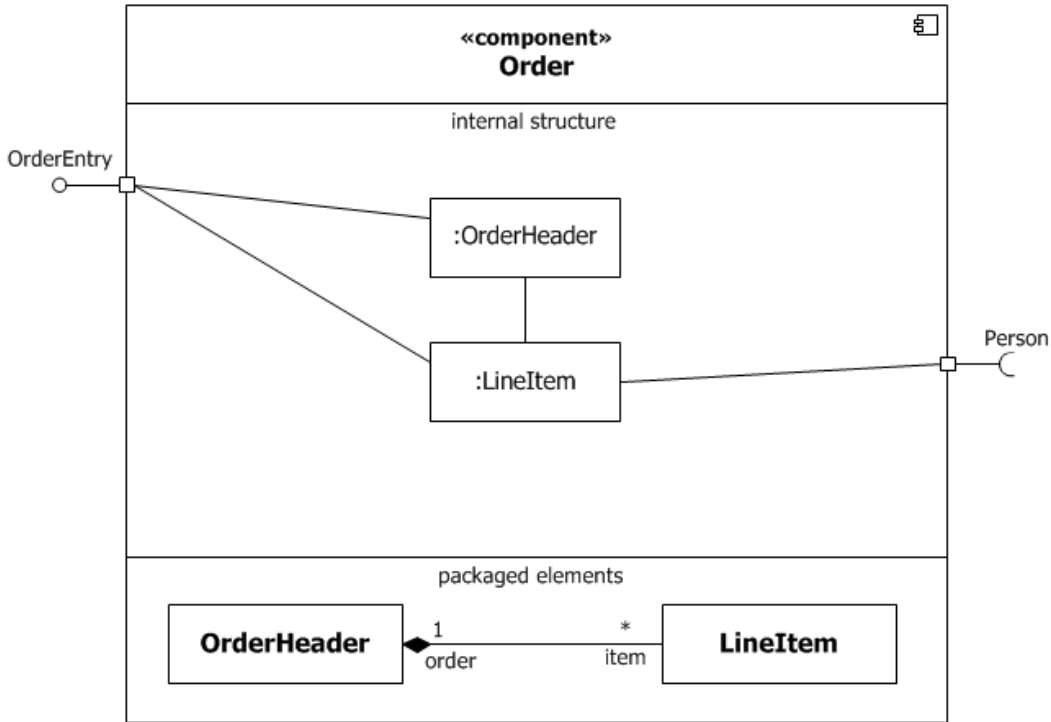 «component»
Order
internal structure
OrderEntry
:OrderHeader
Person
:LineItem
packaged elements
OrderHeader
1
order
*
item
LineItem